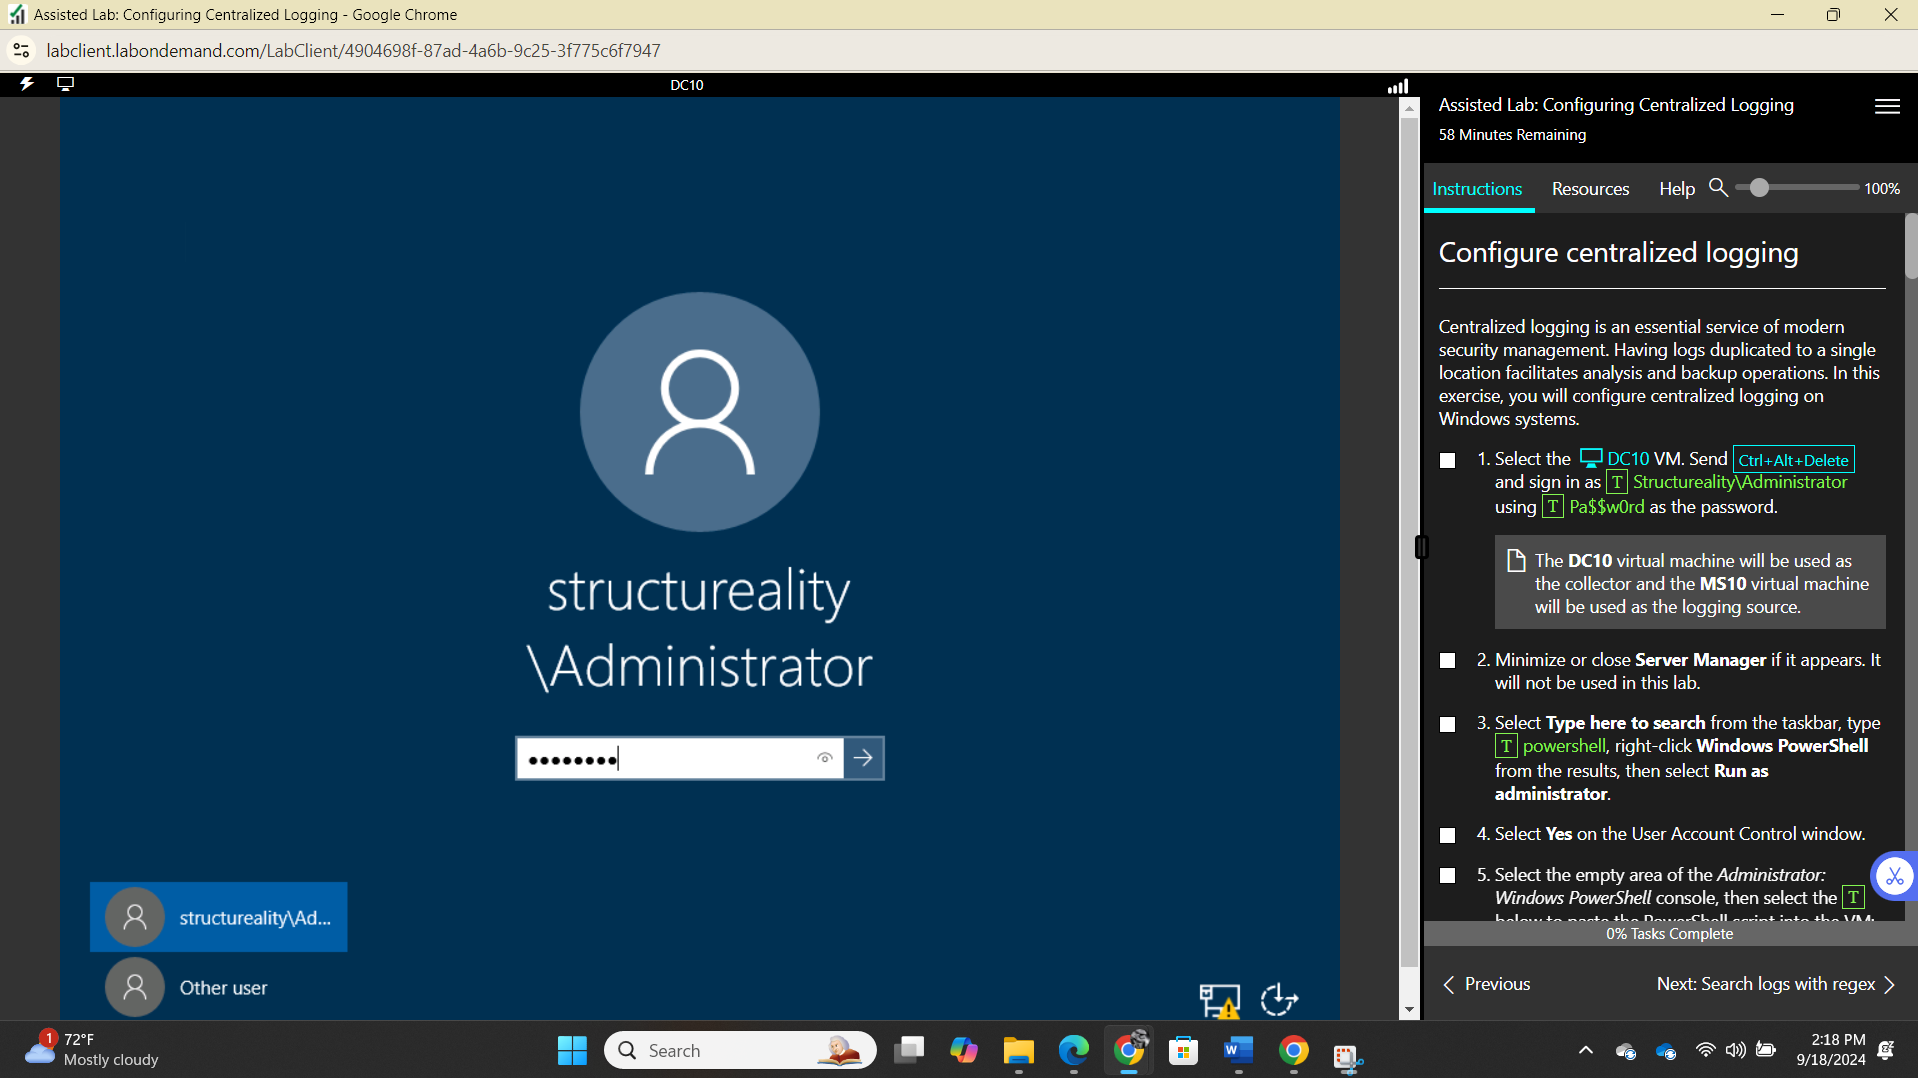 Assisted Lab: Configuring Centralized Logging - Google Chrome
labclient.labondemand.com/LabClient/4904698f-87ad-4a6b-9c25-3f775c6f7947
DC10
structureality
\Administrator
structureality\Ad...
Other user
Assisted Lab: Configuring Centralized Logging
58 Minutes Remaining
Instructions Resources Help 100%
Configure centralized logging
Centralized logging is an essential service of modern
security management. Having logs duplicated to a single
location facilitates analysis and backup operations. In this
exercise, you will configure centralized logging on
Windows systems.
1. Select the DC10 VM. Send Ctrl+Alt+Delete
and sign in as T Structureality\Administrator
using T Pa$$w0rd as the password.
The DC10 virtual machine will be used as
the collector and the MS10 virtual machine
will be used as the logging source.
2. Minimize or close Server Manager if it appears. It
will not be used in this lab.
3. Select Type here to search from the taskbar, type
T powershell, right-click Windows PowerShell
from the results, then select Run as
administrator.
4. Select Yes on the User Account Control window.
5. Select the empty area of the Administrator:
Windows PowerShell console, then select the T
below to paste the PowerShell script into the VM:
0% Tasks Complete
Previous Next: Search logs with regex
1 72°F
Mostly cloudy
Search
2:18 PM
9/18/2024